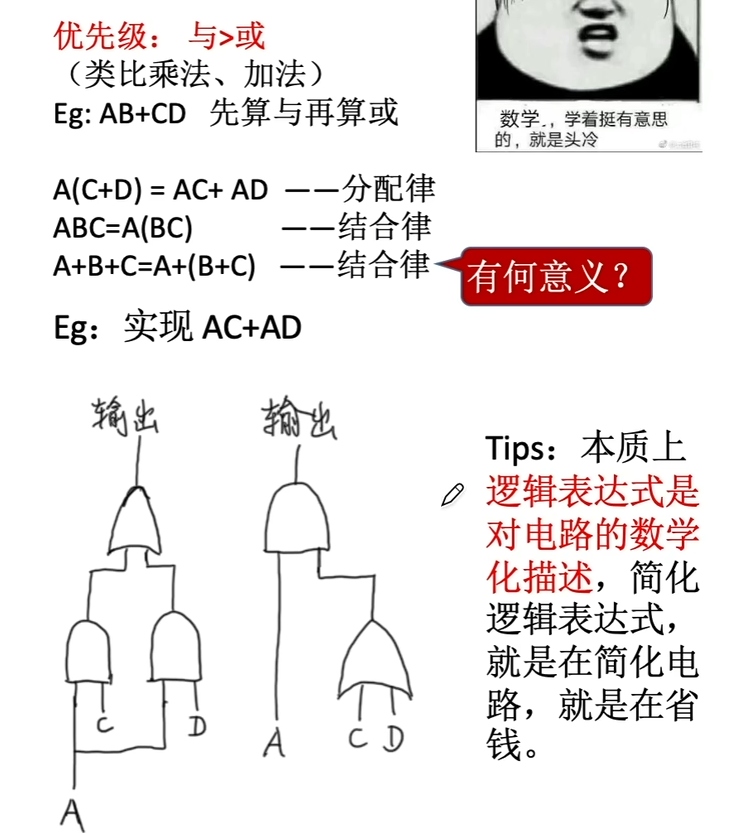 优先级： 与>或
（类比乘法、加法）
Eg: AB+CD 先算与再算或
数学.，学着挺有意思
的，就是头冷
A(C+D) = AC+ AD ——分配律
ABC=A(BC) ——结合律
A+B+C=A+(B+C) ——结合律
有何意义？
Eg：实现 AC+AD
输出
输出
C
D
A
A
C
D
Tips：本质上
逻辑表达式是
对电路的数学
化描述，简化
逻辑表达式，
就是在简化电
路，就是在省
钱。